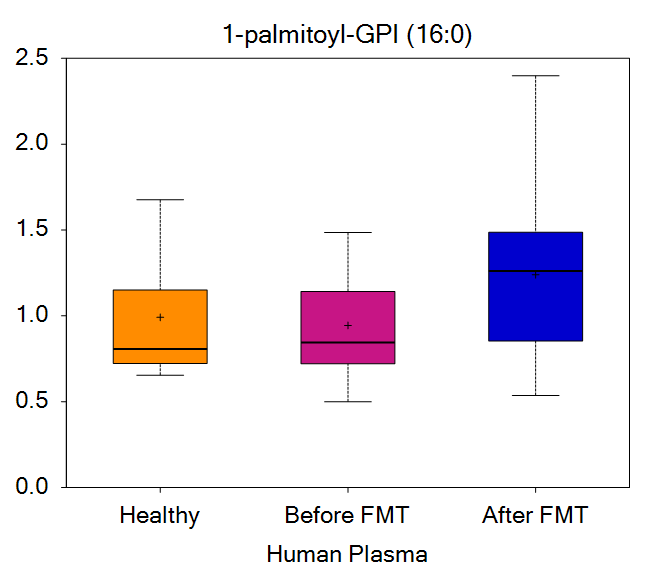 1-palmitoyl-GPI (16:0)
2.5
2.0
1.5
1.0
0.5
0.0
Healthy Before FMT After FMT
Human Plasma